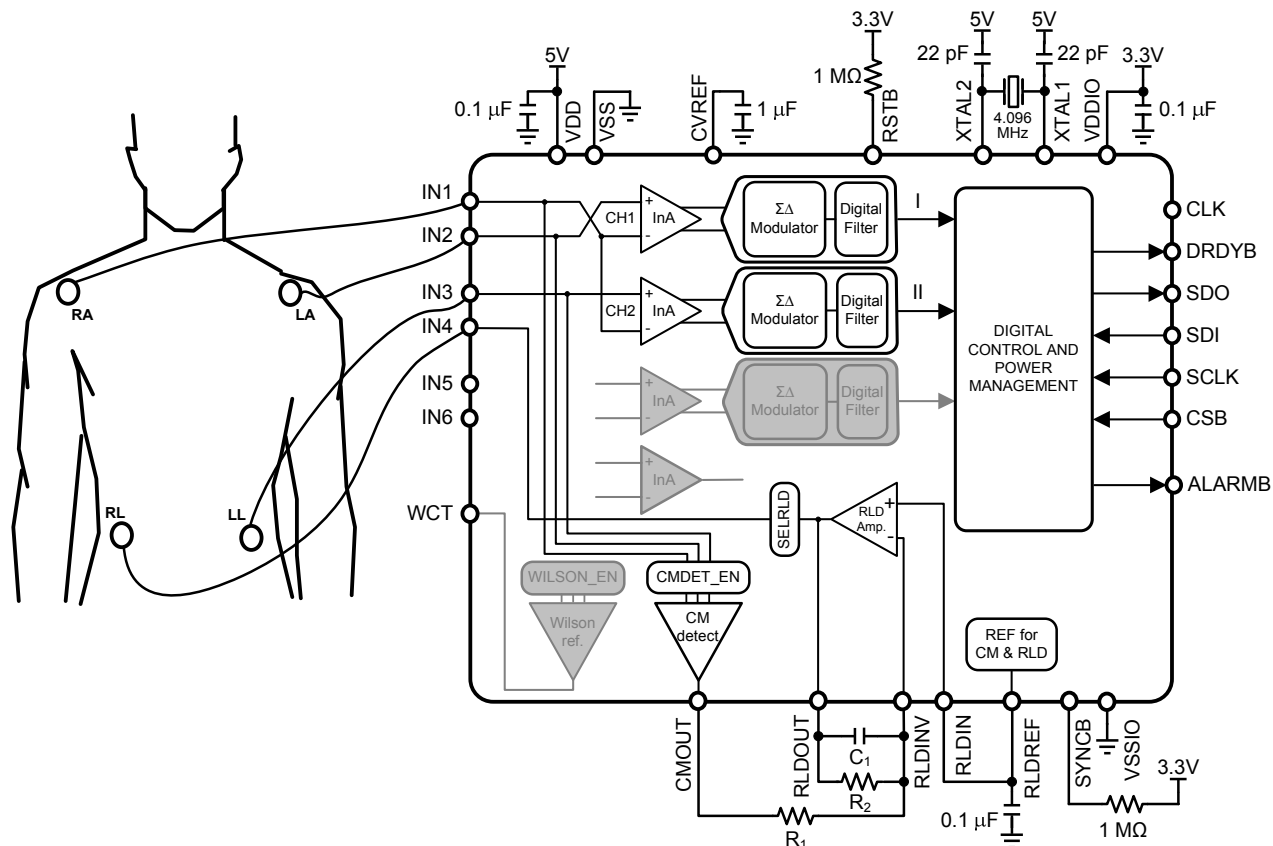 3.3V
5V
5V
22 pF
22 pF
3.3V
5V
1 MΩ
0.1 µF
1 µF
4.096
MHz
0.1 µF
VDD
VSS
CVREF
RSTB
XTAL2
XTAL1
VDDIO
IN1
IN2
IN3
IN4
IN5
IN6
WCT
RA
LA
RL
LL
CH1
+
-
InA
ΣΔ
Modulator
Digital
Filter
I
CH2
+
-
InA
ΣΔ
Modulator
Digital
Filter
II
+
-
InA
ΣΔ
Modulator
Digital
Filter
+
-
InA
DIGITAL
CONTROL AND
POWER
MANAGEMENT
CLK
DRDYB
SDO
SDI
SCLK
CSB
ALARMB
SELRLD
RLD
Amp.
+
-
WILSON_EN
Wilson
ref.
CMDET_EN
CM
detect
REF for
CM & RLD
CMOUT
RLDOUT
RLDINV
RLDIN
RLDREF
SYNCB
VSSIO
C1
R2
R1
0.1 µF
3.3V
1 MΩ